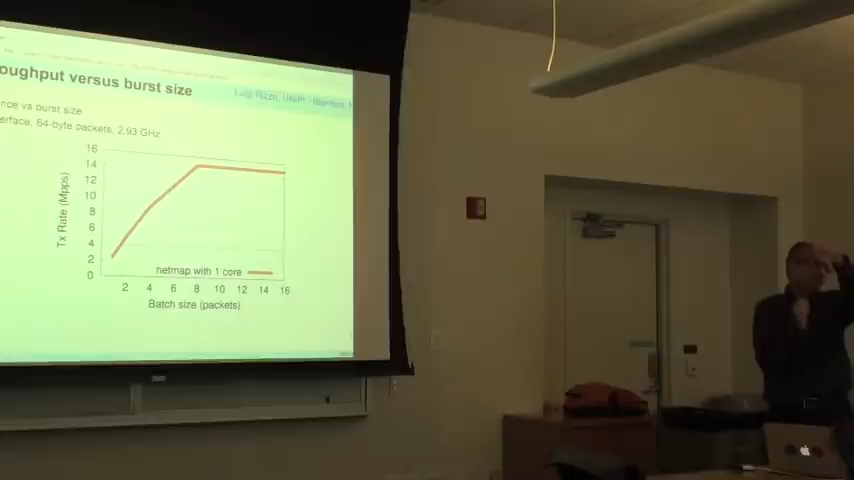 oughput versus burst size
Luigi Rizzo, UNIPI - Stanford,
nce vs burst size
erface, 64-byte packets, 2.93 GHz
16
14
12
10
8
6
4
2
0
Tx Rate (Mpps)
netmap with 1 core
2 4 6 8 10 12 14 16
Batch size (packets)